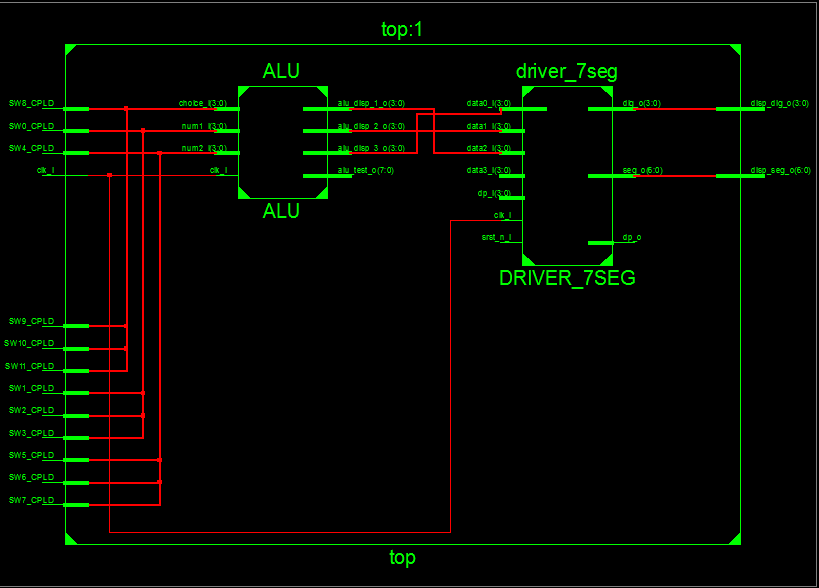 top:1
ALU
driver_7seg
SW8_CPLD
choice_i(3:0)
alu_disp_1_o(3:0)
data0_i(3:0)
dig_o(3:0)
disp_dig_o(3:0)
SW0_CPLD
num1_i(3:0)
alu_disp_2_o(3:0)
data1_i(3:0)
SW4_CPLD
num2_i(3:0)
alu_disp_3_o(3:0)
data2_i(3:0)
clk_i
clk_i
alu_test_o(7:0)
data3_i(3:0)
seg_o(6:0)
disp_seg_o(6:0)
dp_i(3:0)
ALU
clk_i
srst_n_i
dp_o
DRIVER_7SEG
SW9_CPLD
SW10_CPLD
SW11_CPLD
SW1_CPLD
SW2_CPLD
SW3_CPLD
SW5_CPLD
SW6_CPLD
SW7_CPLD
top